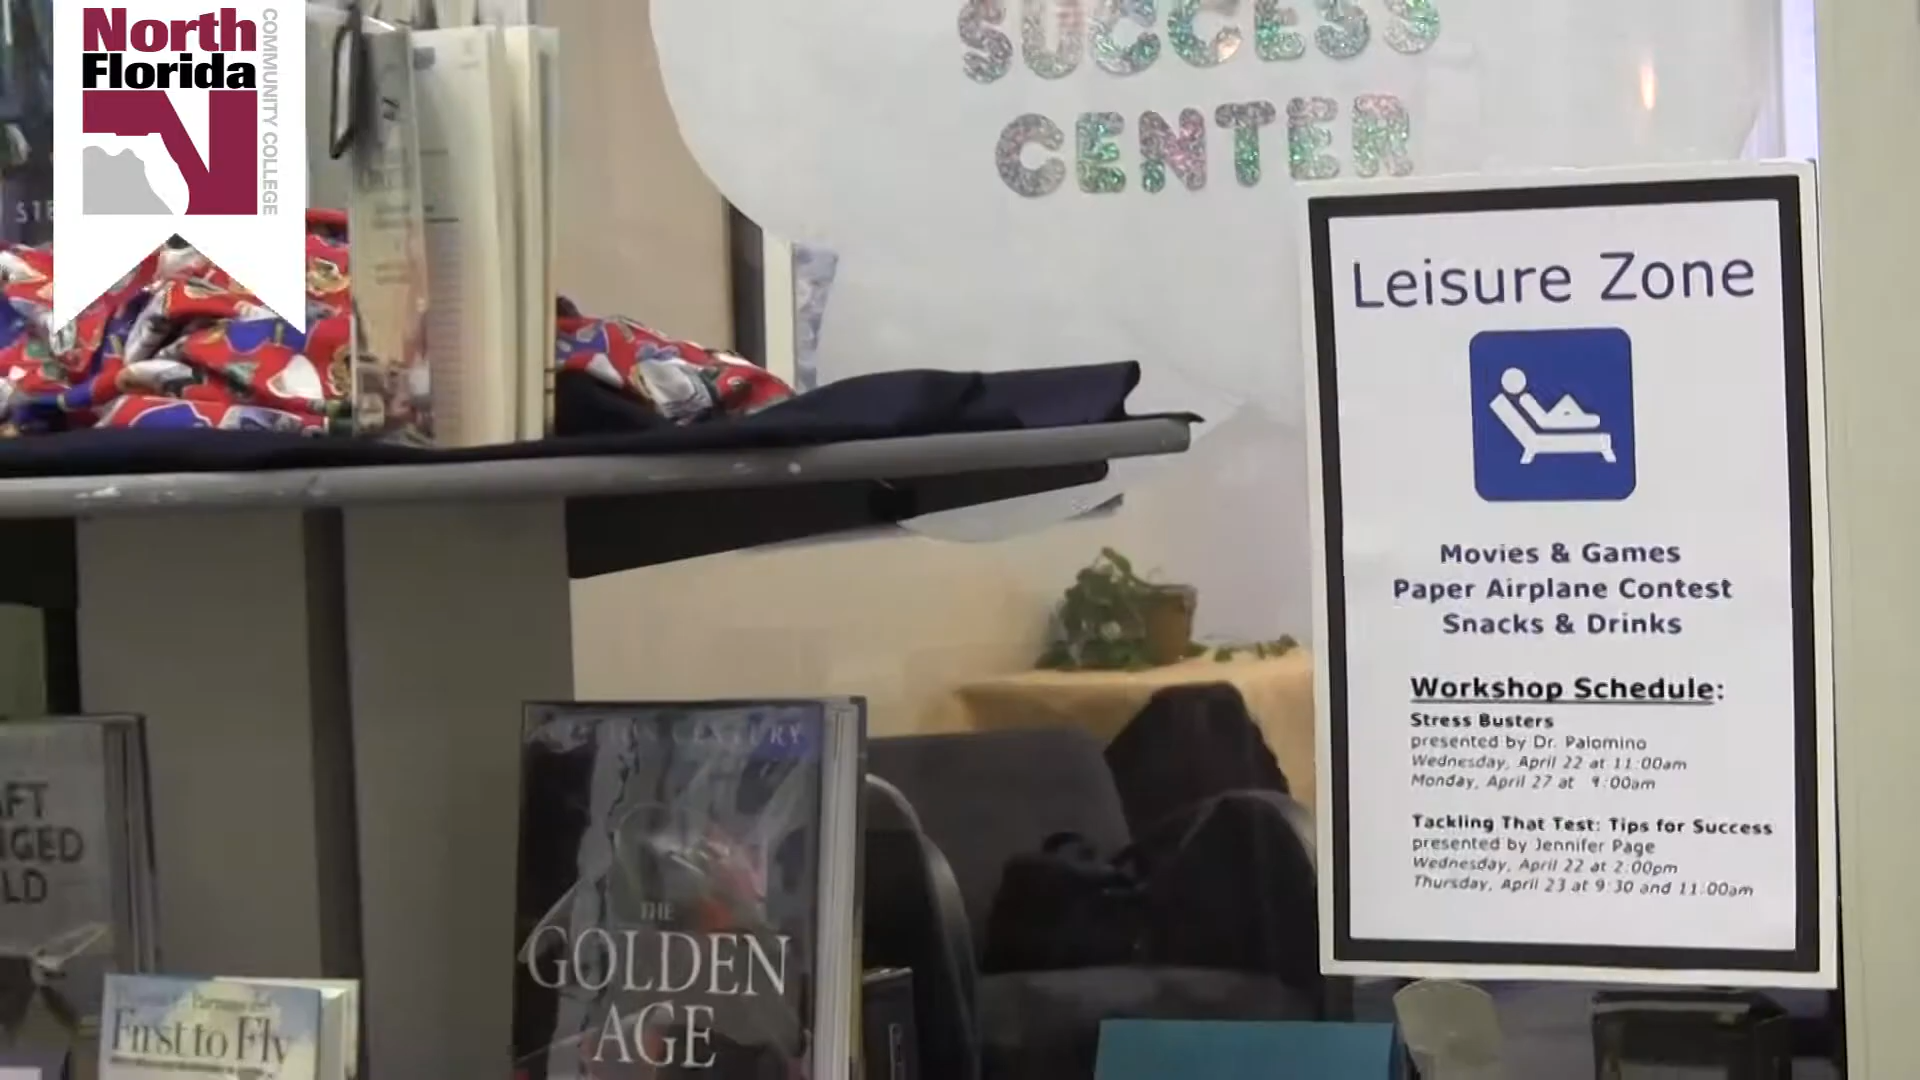 North
Florida
COMMUNITY COLLEGE
SUCCESS
CENTER
Leisure Zone
Movies & Games
Paper Airplane Contest
Snacks & Drinks
Workshop Schedule:
Stress Busters
presented by Dr. Palomino
Wednesday, April 22 at 11:00am
Monday, April 27 at 9:00am
Tackling That Test: Tips for Success
presented by Jennifer Page
Wednesday, April 22 at 2:00pm
Thursday, April 23 at 9:30 and 11:00am
CENTURY
THE
GOLDEN
AGE
First to Fly